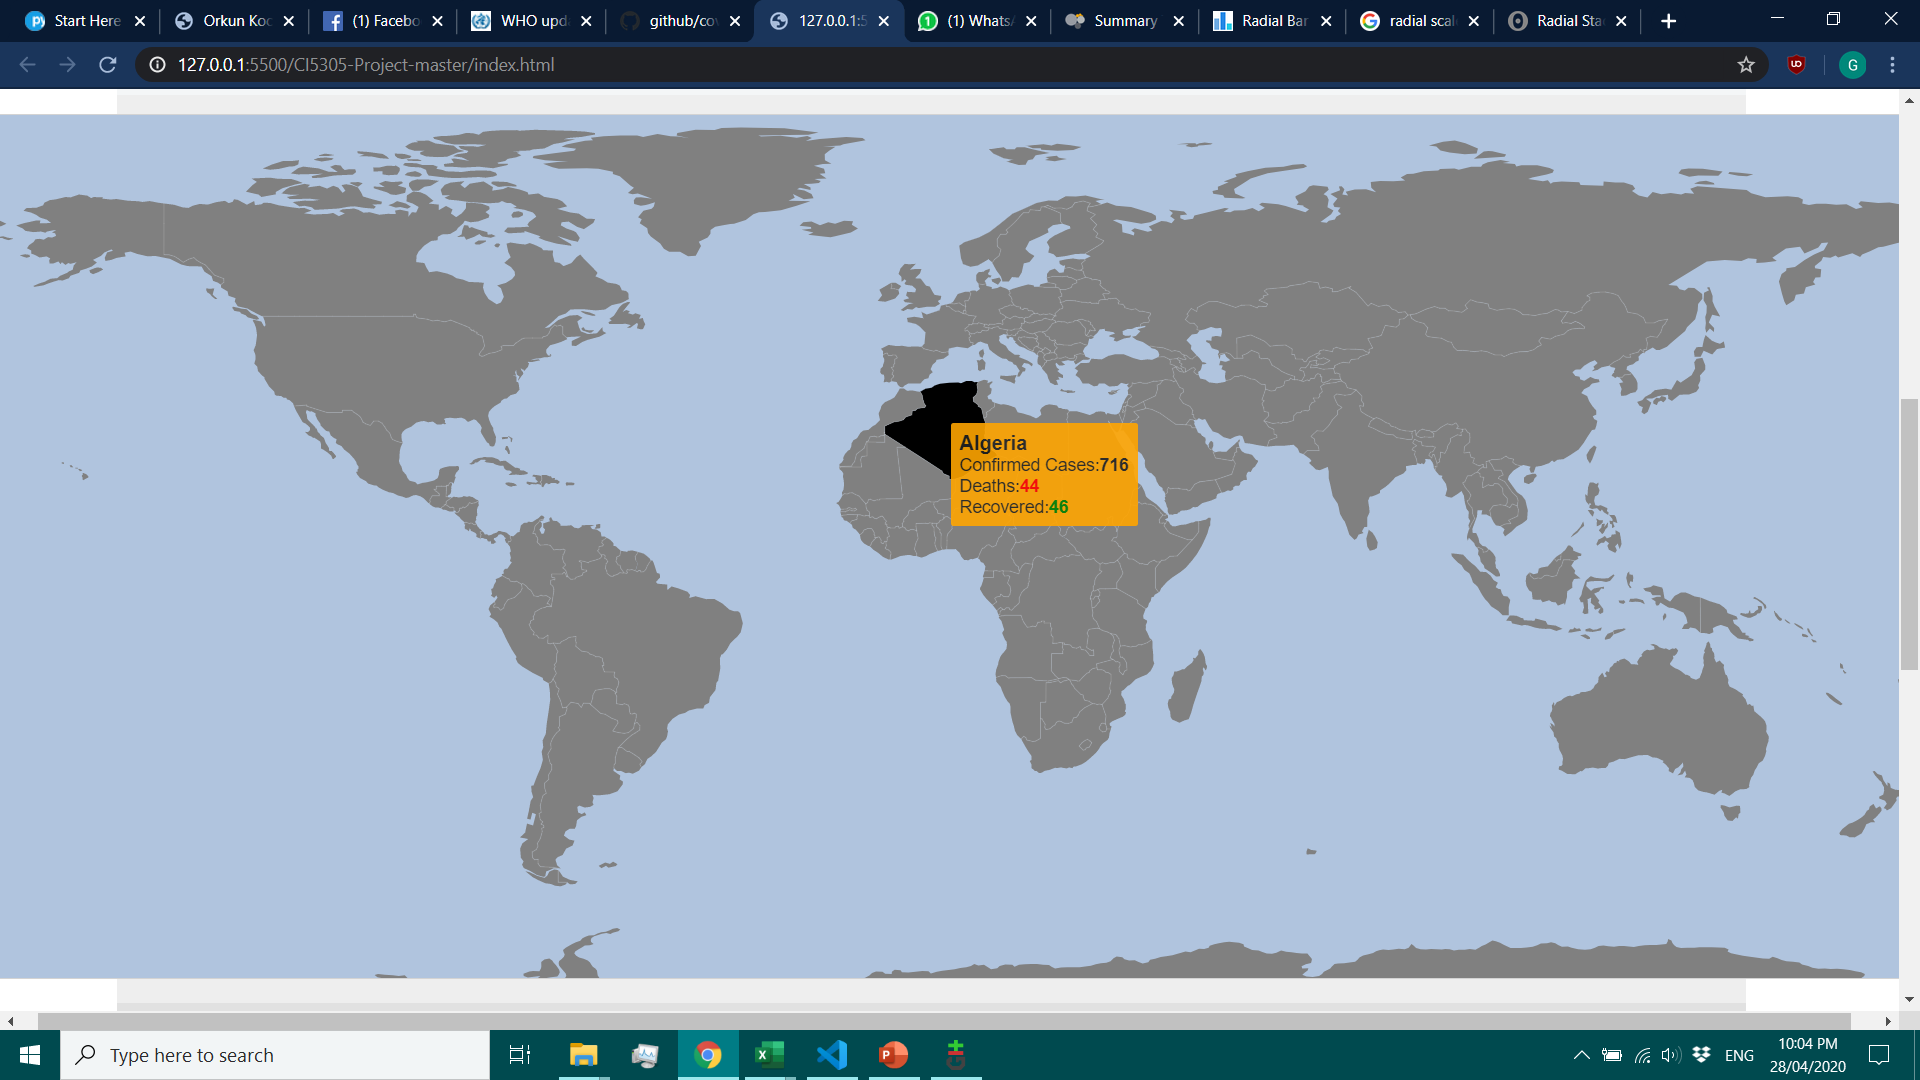 Start Here
Orkun Koc
(1) Facebo
WHO upd
github/cov
127.0.0.1:5
(1) Whats
Summary
Radial Bar
radial scal
Radial Sta
127.0.0.1:5500/CI5305-Project-master/index.html
G
Algeria
Confirmed Cases:716
Deaths:44
Recovered:46
Type here to search
ENG
10:04 PM
28/04/2020